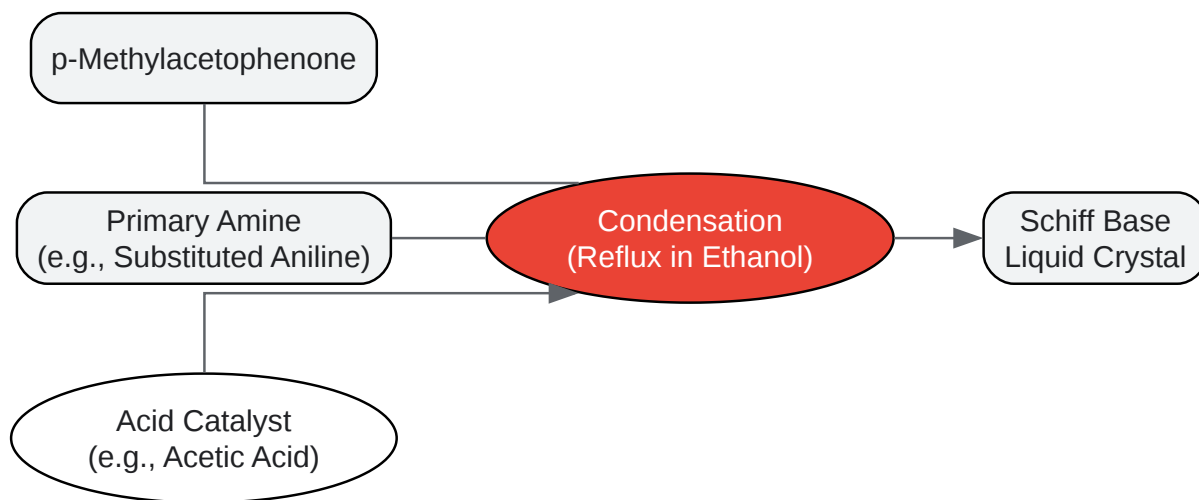 p-Methylacetophenone
Primary Amine
(e.g., Substituted Aniline)
Condensation
(Reflux in Ethanol)
Schiff Base
Liquid Crystal
Acid Catalyst
(e.g., Acetic Acid)